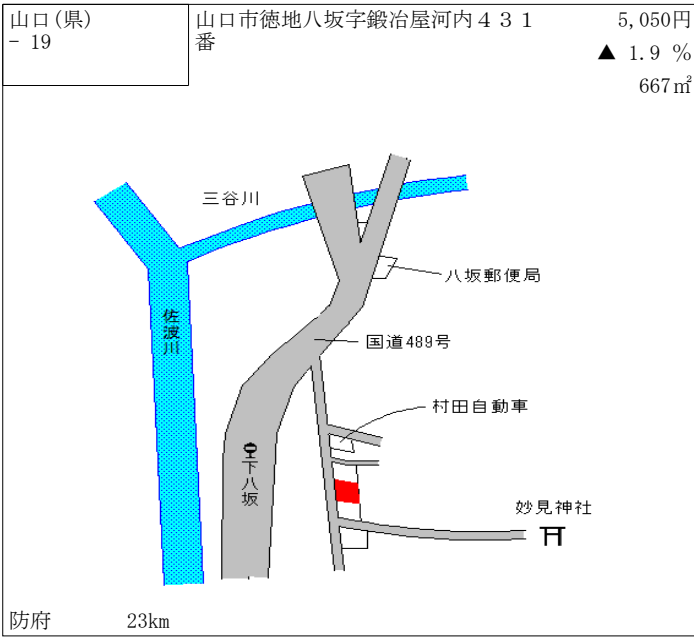 山口(県)
- 19
山口市徳地八坂字鍛冶屋河内４３１
番
5,050円
▲ 1.9 %
667㎡
三谷川
八坂郵便局
佐波川
国道489号
村田自動車
下八坂
妙見神社
防府 23km